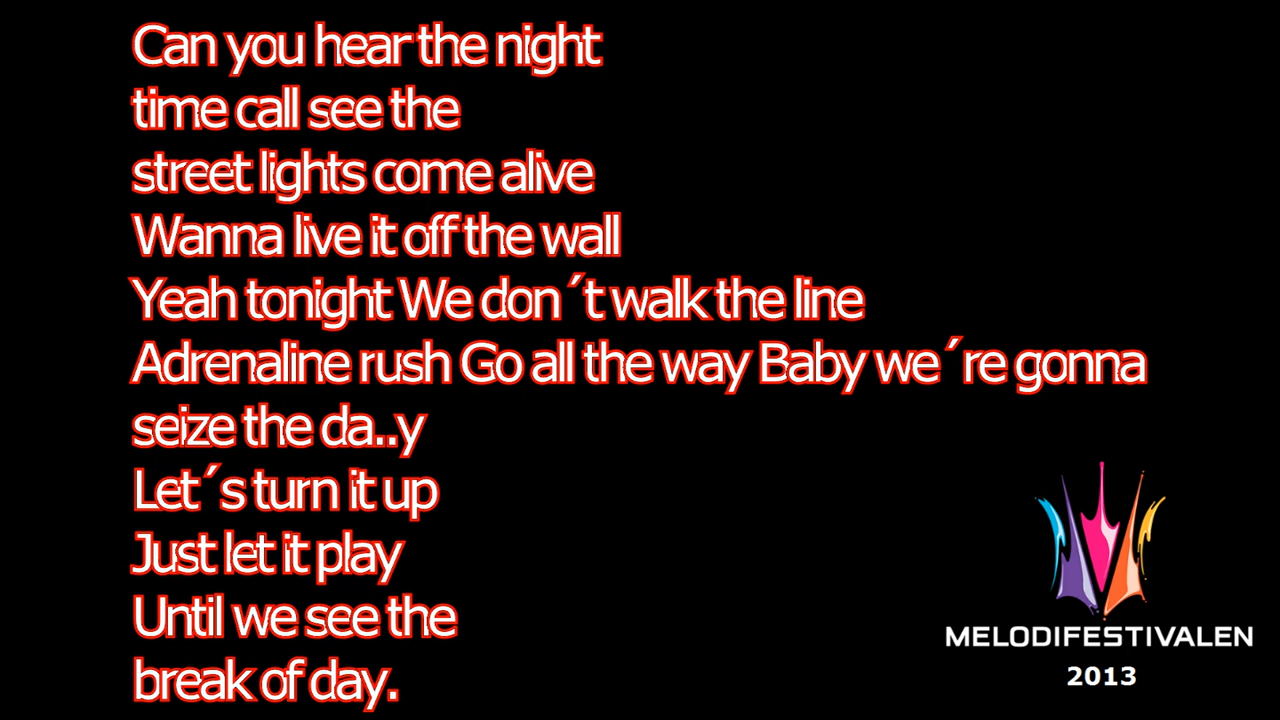 Can you hear the night
time call see the
street lights come alive
Wanna live it off the wall
Yeah tonight We don´t walk the line
Adrenaline rush Go all the way Baby we´re gonna
seize the da..y
Let´s turn it up
Just let it play
Until we see the
break of day.
MELODIFESTIVALEN
2013